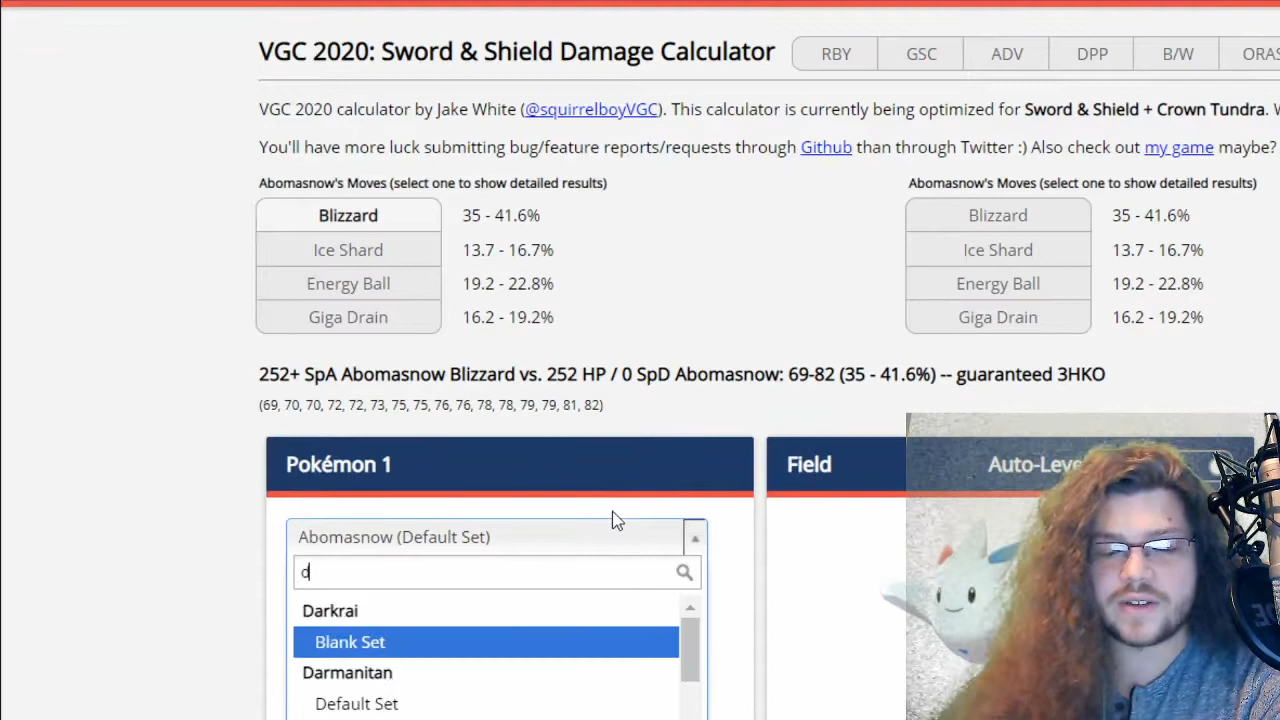 VGC 2020: Sword & Shield Damage Calculator
RBY GSC ADV DPP B/W ORAS
VGC 2020 calculator by Jake White (@squirrelboyVGC). This calculator is currently being optimized for Sword & Shield + Crown Tundra.
You'll have more luck submitting bug/feature reports/requests through Github than through Twitter :) Also check out my game maybe?
Abomasnow's Moves (select one to show detailed results)
Blizzard 35 - 41.6%
Ice Shard 13.7 - 16.7%
Energy Ball 19.2 - 22.8%
Giga Drain 16.2 - 19.2%
Abomasnow's Moves (select one to show detailed results)
Blizzard 35 - 41.6%
Ice Shard 13.7 - 16.7%
Energy Ball 19.2 - 22.8%
Giga Drain 16.2 - 19.2%
252+ SpA Abomasnow Blizzard vs. 252 HP / 0 SpD Abomasnow: 69-82 (35 - 41.6%) -- guaranteed 3HKO
(69, 70, 70, 72, 72, 73, 75, 75, 76, 76, 78, 78, 79, 79, 81, 82)
Pokémon 1
Abomasnow (Default Set)
d
Darkrai
Blank Set
Darmanitan
Default Set
Field
Auto-Leve